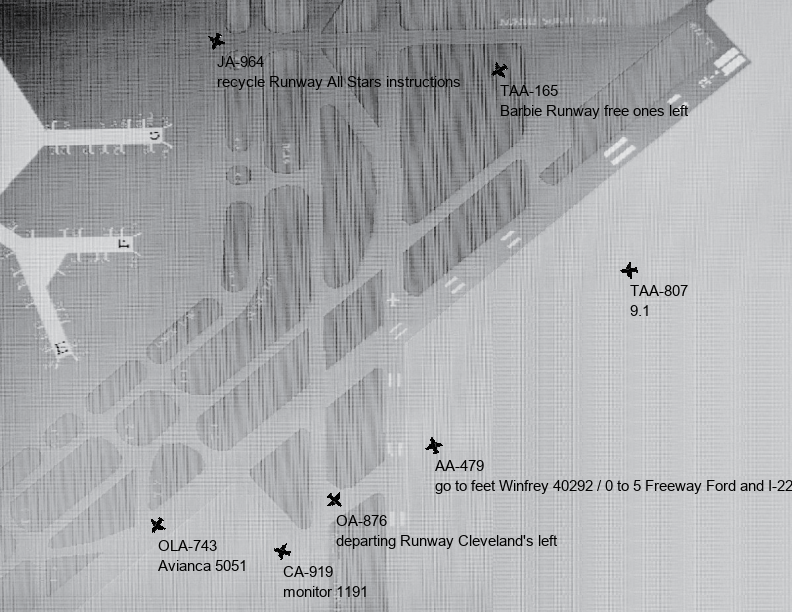 JA-964
recycle Runway All Stars instructions
TAA-165
Barbie Runway free ones left
TAA-807
9.1
AA-479
go to feet Winfrey 40292 / 0 to 5 Freeway Ford and I-22
OA-876
departing Runway Cleveland's left
OLA-743
Avianca 5051
CA-919
monitor 1191